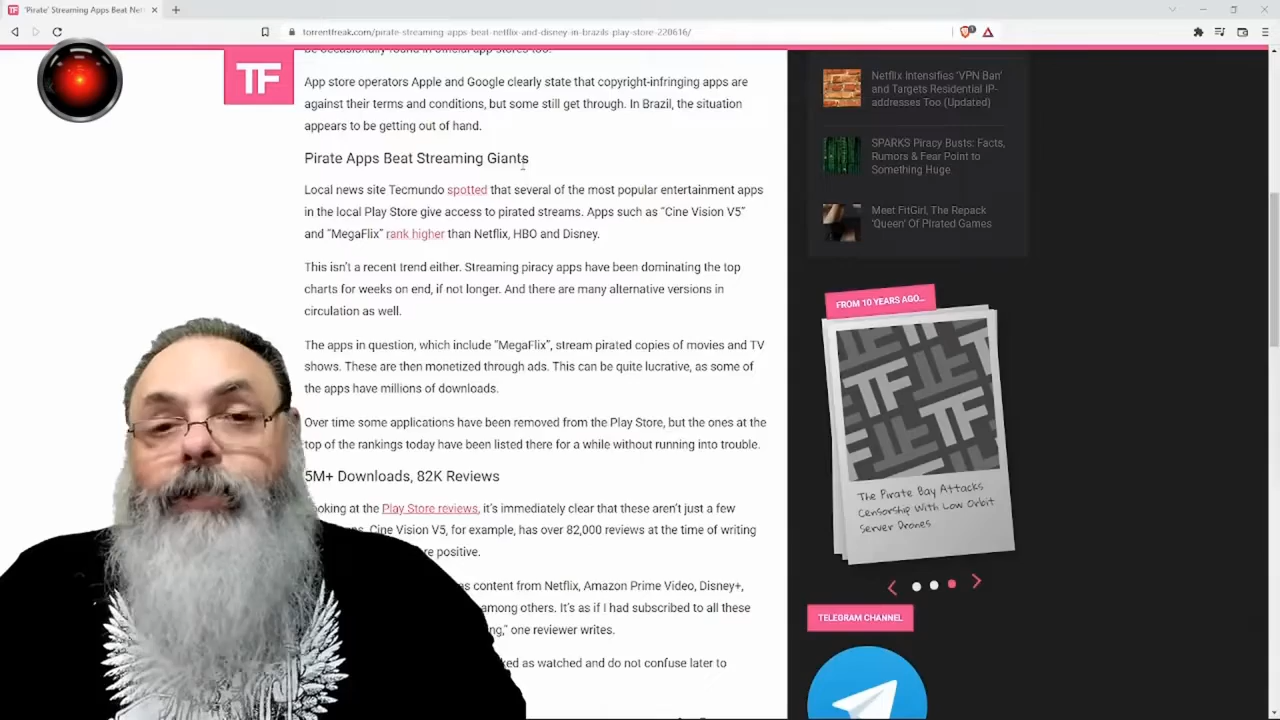 'Pirate' Streaming Apps Beat Net
torrentfreak.com/pirate-streaming-apps-beat-netflix-and-disney-in-brazils-play-store-220616/
TF
be occasionally found in official app stores too.
App store operators Apple and Google clearly state that copyright-infringing apps are
against their terms and conditions, but some still get through. In Brazil, the situation
appears to be getting out of hand.
Pirate Apps Beat Streaming Giants
Local news site Tecmundo spotted that several of the most popular entertainment apps
in the local Play Store give access to pirated streams. Apps such as “Cine Vision V5”
and “MegaFlix” rank higher than Netflix, HBO and Disney.
This isn’t a recent trend either. Streaming piracy apps have been dominating the top
charts for weeks on end, if not longer. And there are many alternative versions in
circulation as well.
The apps in question, which include “MegaFlix”, stream pirated copies of movies and TV
shows. These are then monetized through ads. This can be quite lucrative, as some of
the apps have millions of downloads.
Over time some applications have been removed from the Play Store, but the ones at the
top of the rankings today have been listed there for a while without running into trouble.
5M+ Downloads, 82K Reviews
ooking at the Play Store reviews, it’s immediately clear that these aren’t just a few
Cine Vision V5, for example, has over 82,000 reviews at the time of writing
re positive.
content from Netflix, Amazon Prime Video, Disney+,
among others. It’s as if I had subscribed to all these
ng,” one reviewer writes.
ked as watched and do not confuse later to
Netflix Intensifies ‘VPN Ban’
and Targets Residential IP-
addresses Too (Updated)
SPARKS Piracy Busts: Facts,
Rumors & Fear Point to
Something Huge
Meet FitGirl, The Repack
‘Queen’ Of Pirated Games
FROM 10 YEARS AGO…
TF
TF
The Pirate Bay Attacks
Censorship With Low Orbit
Server Drones
TELEGRAM CHANNEL